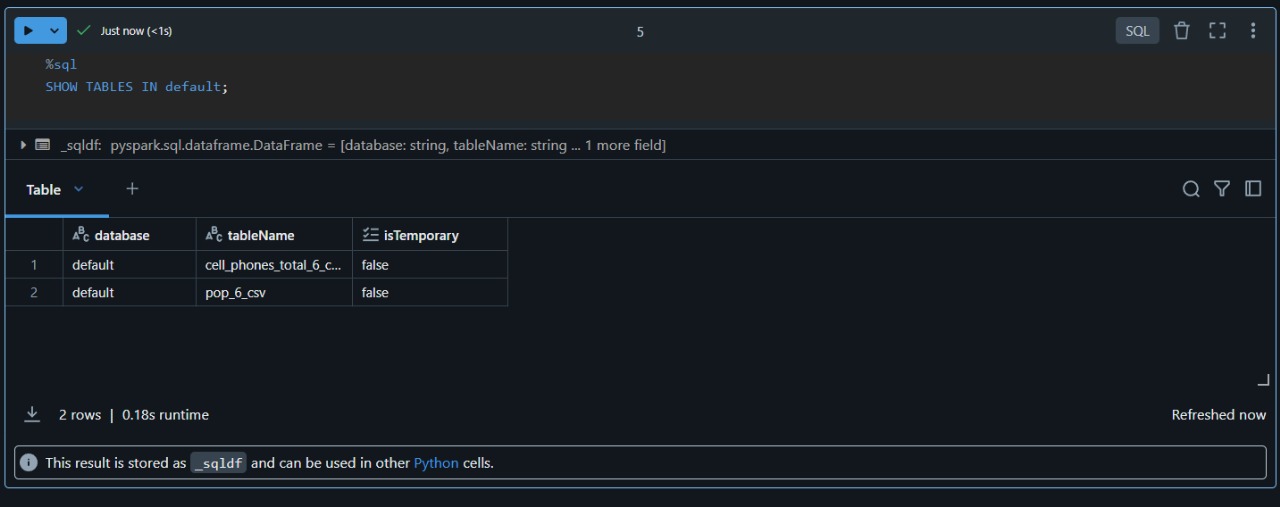 Just now (<1s)
5
SQL
%sql
SHOW TABLES IN default;
_sqldf: pyspark.sql.dataframe.DataFrame = [database: string, tableName: string ... 1 more field]
Table
database tableName isTemporary
1 default cell_phones_total_6_c... false
2 default pop_6_csv false
2 rows | 0.18s runtime
Refreshed now
This result is stored as _sqldf and can be used in other Python cells.